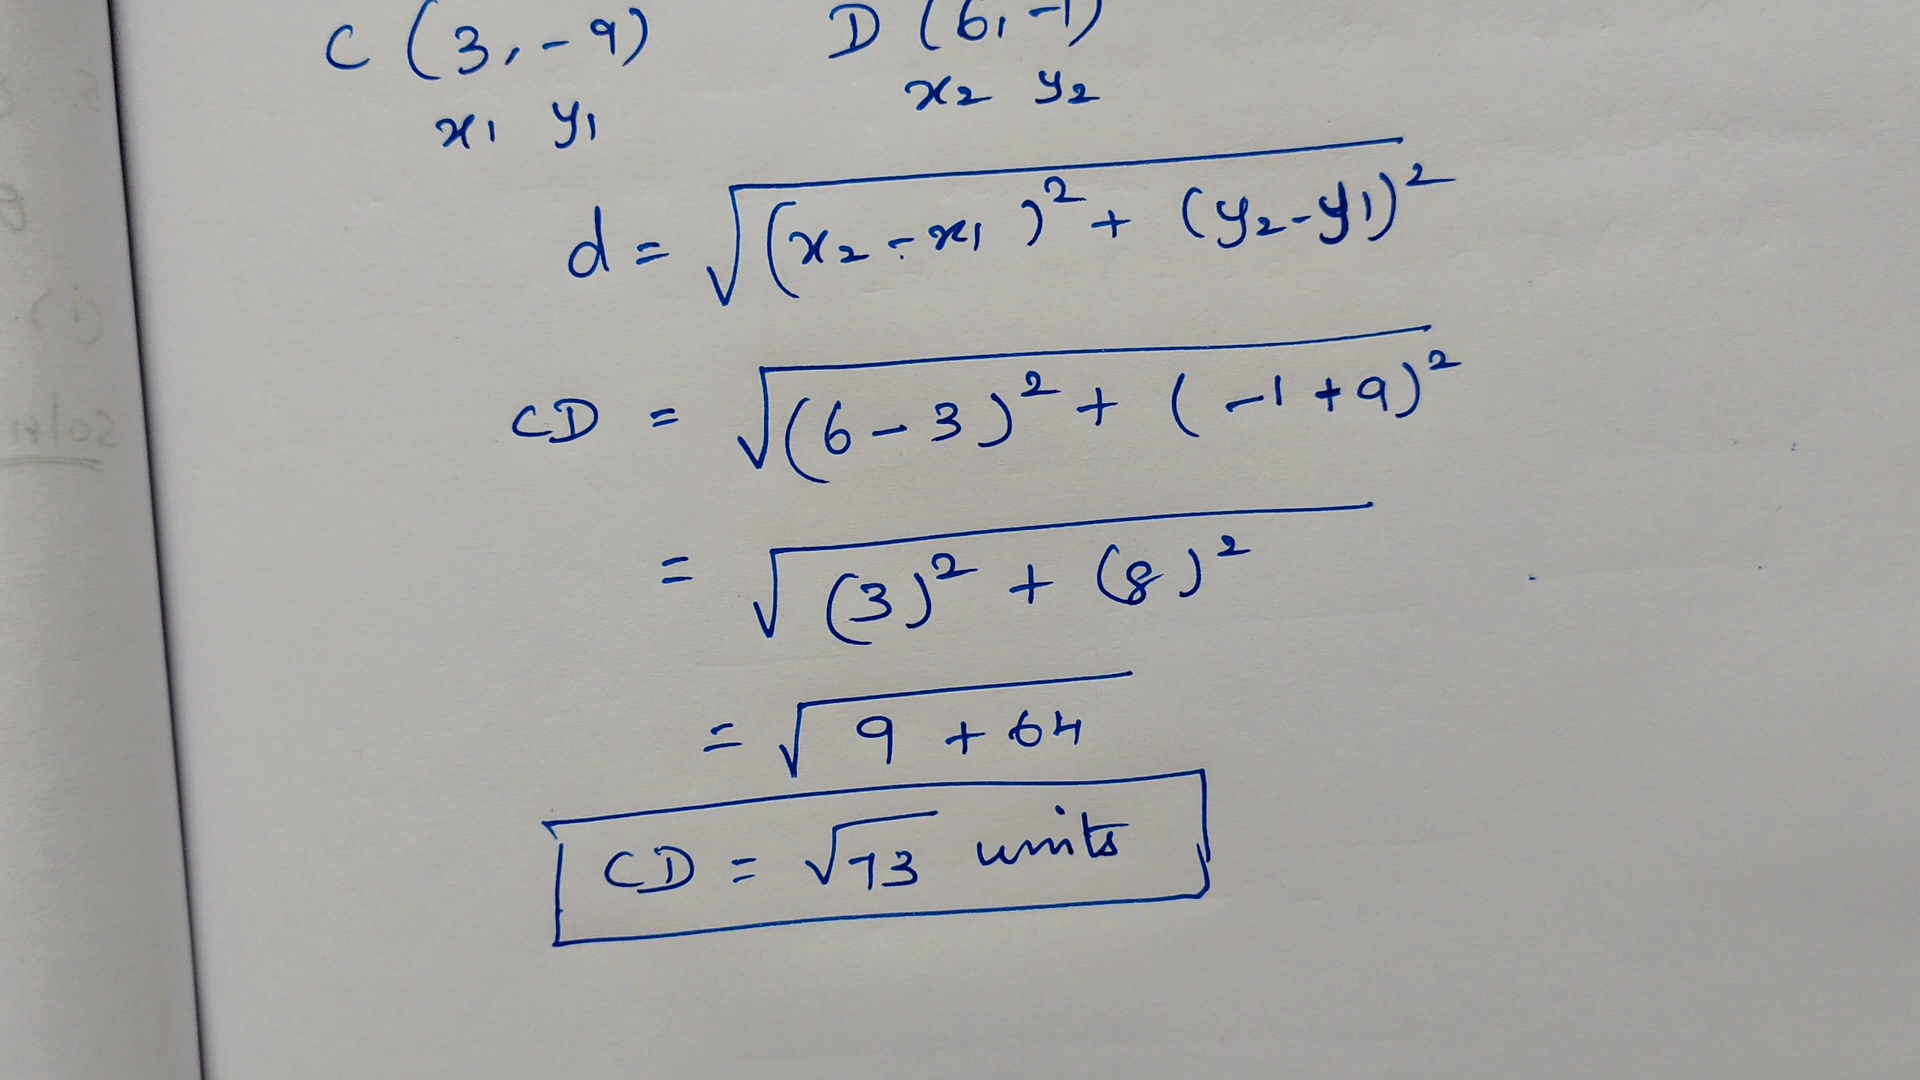 C (3, -9) D (6, -1)
x1 y1 x2 y2
d = √(x2 - x1)² + (y2 - y1)²
CD = √(6 - 3)² + (-1 + 9)²
= √(3)² + (8)²
= √9 + 64
CD = √73 units